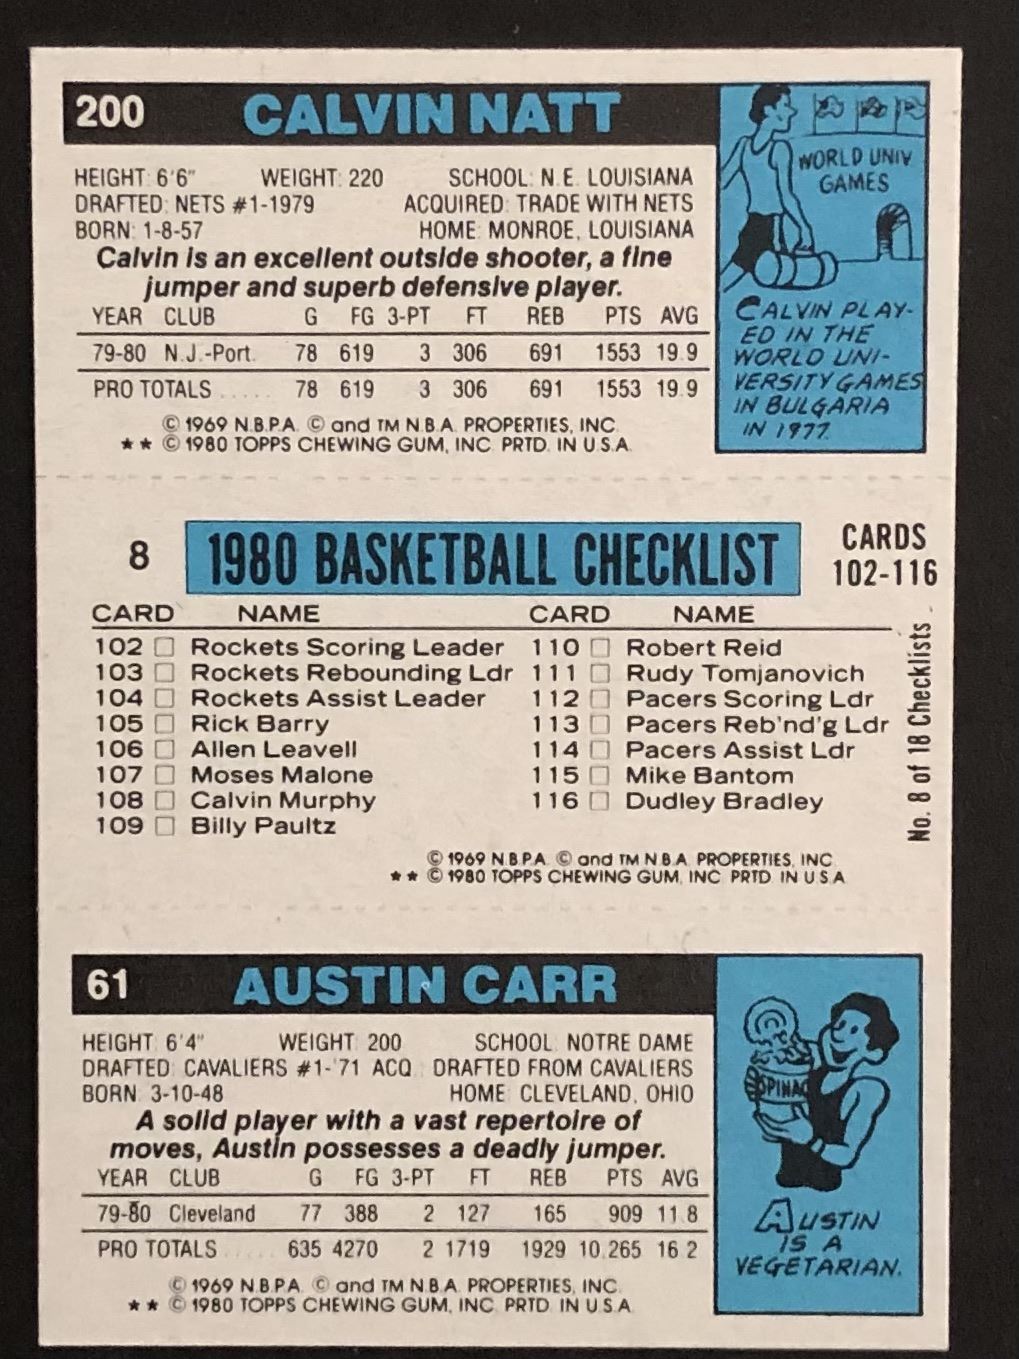 200 CALVIN NATT
HEIGHT: 6'6" WEIGHT: 220 SCHOOL: N.E. LOUISIANA
DRAFTED: NETS #1-1979 ACQUIRED: TRADE WITH NETS
BORN: 1-8-57 HOME: MONROE, LOUISIANA
Calvin is an excellent outside shooter, a fine
jumper and superb defensive player.
YEAR CLUB G FG 3-PT FT REB PTS AVG
79-80 N.J.-Port. 78 619 3 306 691 1553 19.9
PRO TOTALS ..... 78 619 3 306 691 1553 19.9
© 1969 N.B.P.A. © and TM N.B.A. PROPERTIES, INC.
★★ © 1980 TOPPS CHEWING GUM, INC. PRTD. IN U.S.A.
WORLD UNIV
GAMES
CALVIN PLAY-
ED IN THE
WORLD UNI-
VERSITY GAMES
IN BULGARIA
IN 1977.
8 1980 BASKETBALL CHECKLIST CARDS
102-116
CARD NAME CARD NAME
102 □ Rockets Scoring Leader 110 □ Robert Reid
103 □ Rockets Rebounding Ldr 111 □ Rudy Tomjanovich
104 □ Rockets Assist Leader 112 □ Pacers Scoring Ldr
105 □ Rick Barry 113 □ Pacers Reb'nd'g Ldr
106 □ Allen Leavell 114 □ Pacers Assist Ldr
107 □ Moses Malone 115 □ Mike Bantom
108 □ Calvin Murphy 116 □ Dudley Bradley
109 □ Billy Paultz
No. 8 of 18 Checklists
© 1969 N.B.P.A. © and TM N.B.A. PROPERTIES, INC.
★★ © 1980 TOPPS CHEWING GUM, INC. PRTD. IN U.S.A.
61 AUSTIN CARR
HEIGHT: 6'4" WEIGHT: 200 SCHOOL: NOTRE DAME
DRAFTED: CAVALIERS #1-'71 ACQ.: DRAFTED FROM CAVALIERS
BORN: 3-10-48 HOME: CLEVELAND, OHIO
A solid player with a vast repertoire of
moves, Austin possesses a deadly jumper.
YEAR CLUB G FG 3-PT FT REB PTS AVG
79-80 Cleveland 77 388 2 127 165 909 11.8
PRO TOTALS ..... 635 4270 2 1719 1929 10,265 16.2
© 1969 N.B.P.A. © and TM N.B.A. PROPERTIES, INC.
★★ © 1980 TOPPS CHEWING GUM, INC. PRTD. IN U.S.A.
SPINAC
AUSTIN
IS A
VEGETARIAN.